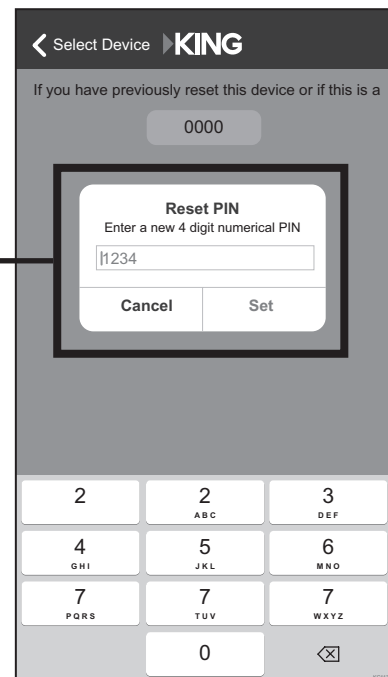 Select Device KING
If you have previously reset this device or if this is a
0000
Reset PIN
Enter a new 4 digit numerical PIN
1234
Cancel Set
2 2 3
ABC DEF
4 5 6
GHI JKL MNO
7 7 7
PQRS TUV WXYZ
0